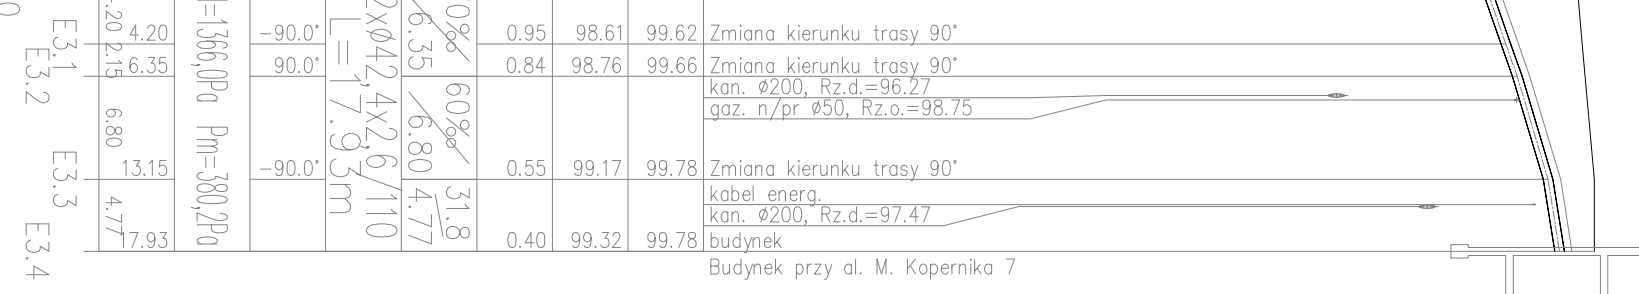 4.20 -90.0° 0.95 98.61 99.62 Zmiana kierunku trasy 90°
6.35 90.0° 0.84 98.76 99.66 Zmiana kierunku trasy 90°
kan. ø200, Rz.d.=96.27
gaz. n/pr ø50, Rz.o.=98.75
13.15 -90.0° 0.55 99.17 99.78 Zmiana kierunku trasy 90°
kabel energ.
kan. ø200, Rz.d.=97.47
17.93 0.40 99.32 99.78 budynek
Budynek przy al. M. Kopernika 7
E3.1
E3.2
E3.3
E3.4
2.15
6.80
4.77
=1366,0Pa Pm=380,2Pa
2xø42,4x2,6/110
L=17.93m
6.35
60‰
6.80
31.8
4.77